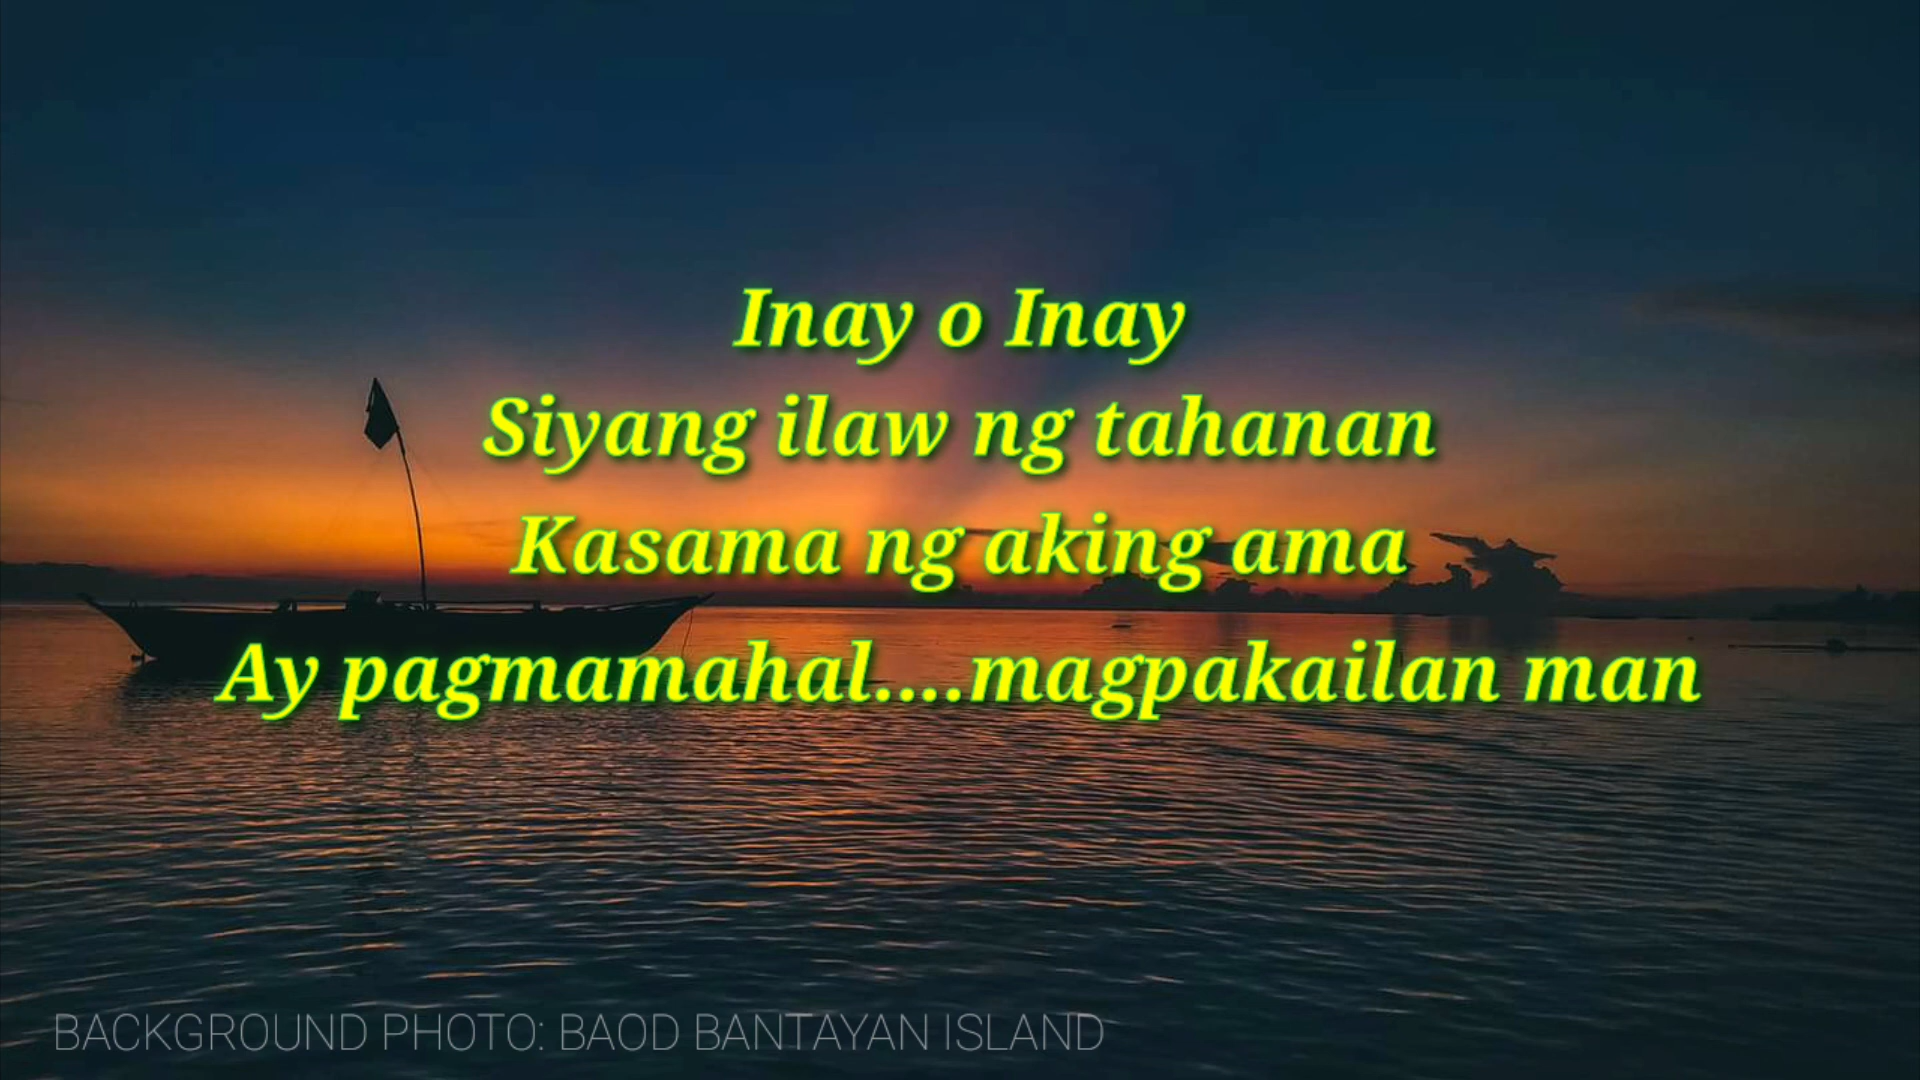 Inay o Inay
Siyang ilaw ng tahanan
Kasama ng aking ama
Ay pagmamahal....magpakailan man
BACKGROUND PHOTO: BAOD BANTAYAN ISLAND